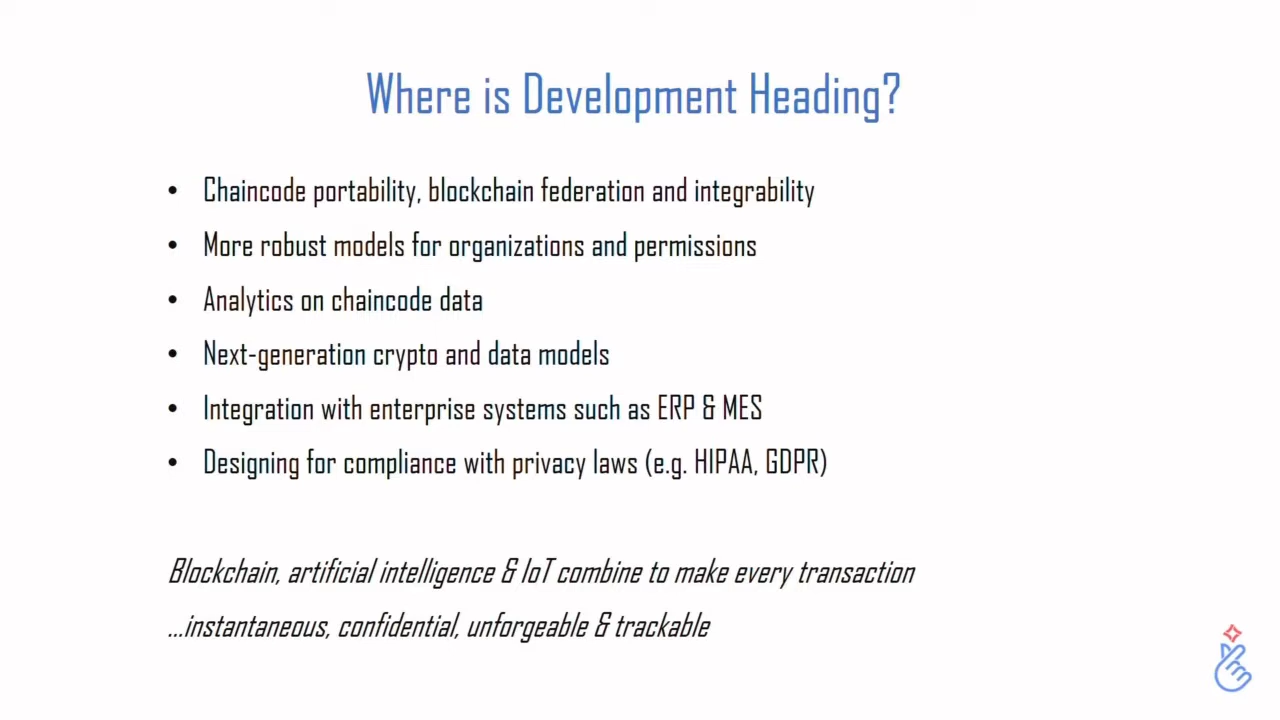 Where is Development Heading?
• Chaincode portability, blockchain federation and integrability
• More robust models for organizations and permissions
• Analytics on chaincode data
• Next-generation crypto and data models
• Integration with enterprise systems such as ERP & MES
• Designing for compliance with privacy laws (e.g. HIPAA, GDPR)
Blockchain, artificial intelligence & IoT combine to make every transaction
...instantaneous, confidential, unforgeable & trackable